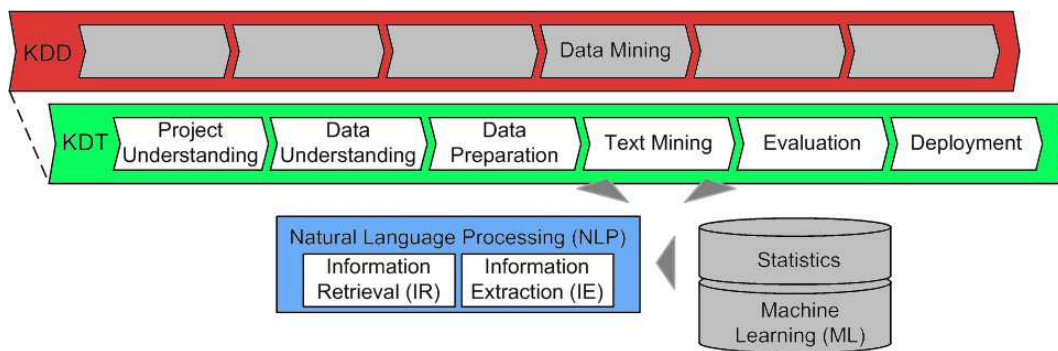 KDD
Data Mining
KDT
Project
Understanding
Data
Understanding
Data
Preparation
Text Mining
Evaluation
Deployment
Natural Language Processing (NLP)
Information
Retrieval (IR)
Information
Extraction (IE)
Statistics
Machine
Learning (ML)